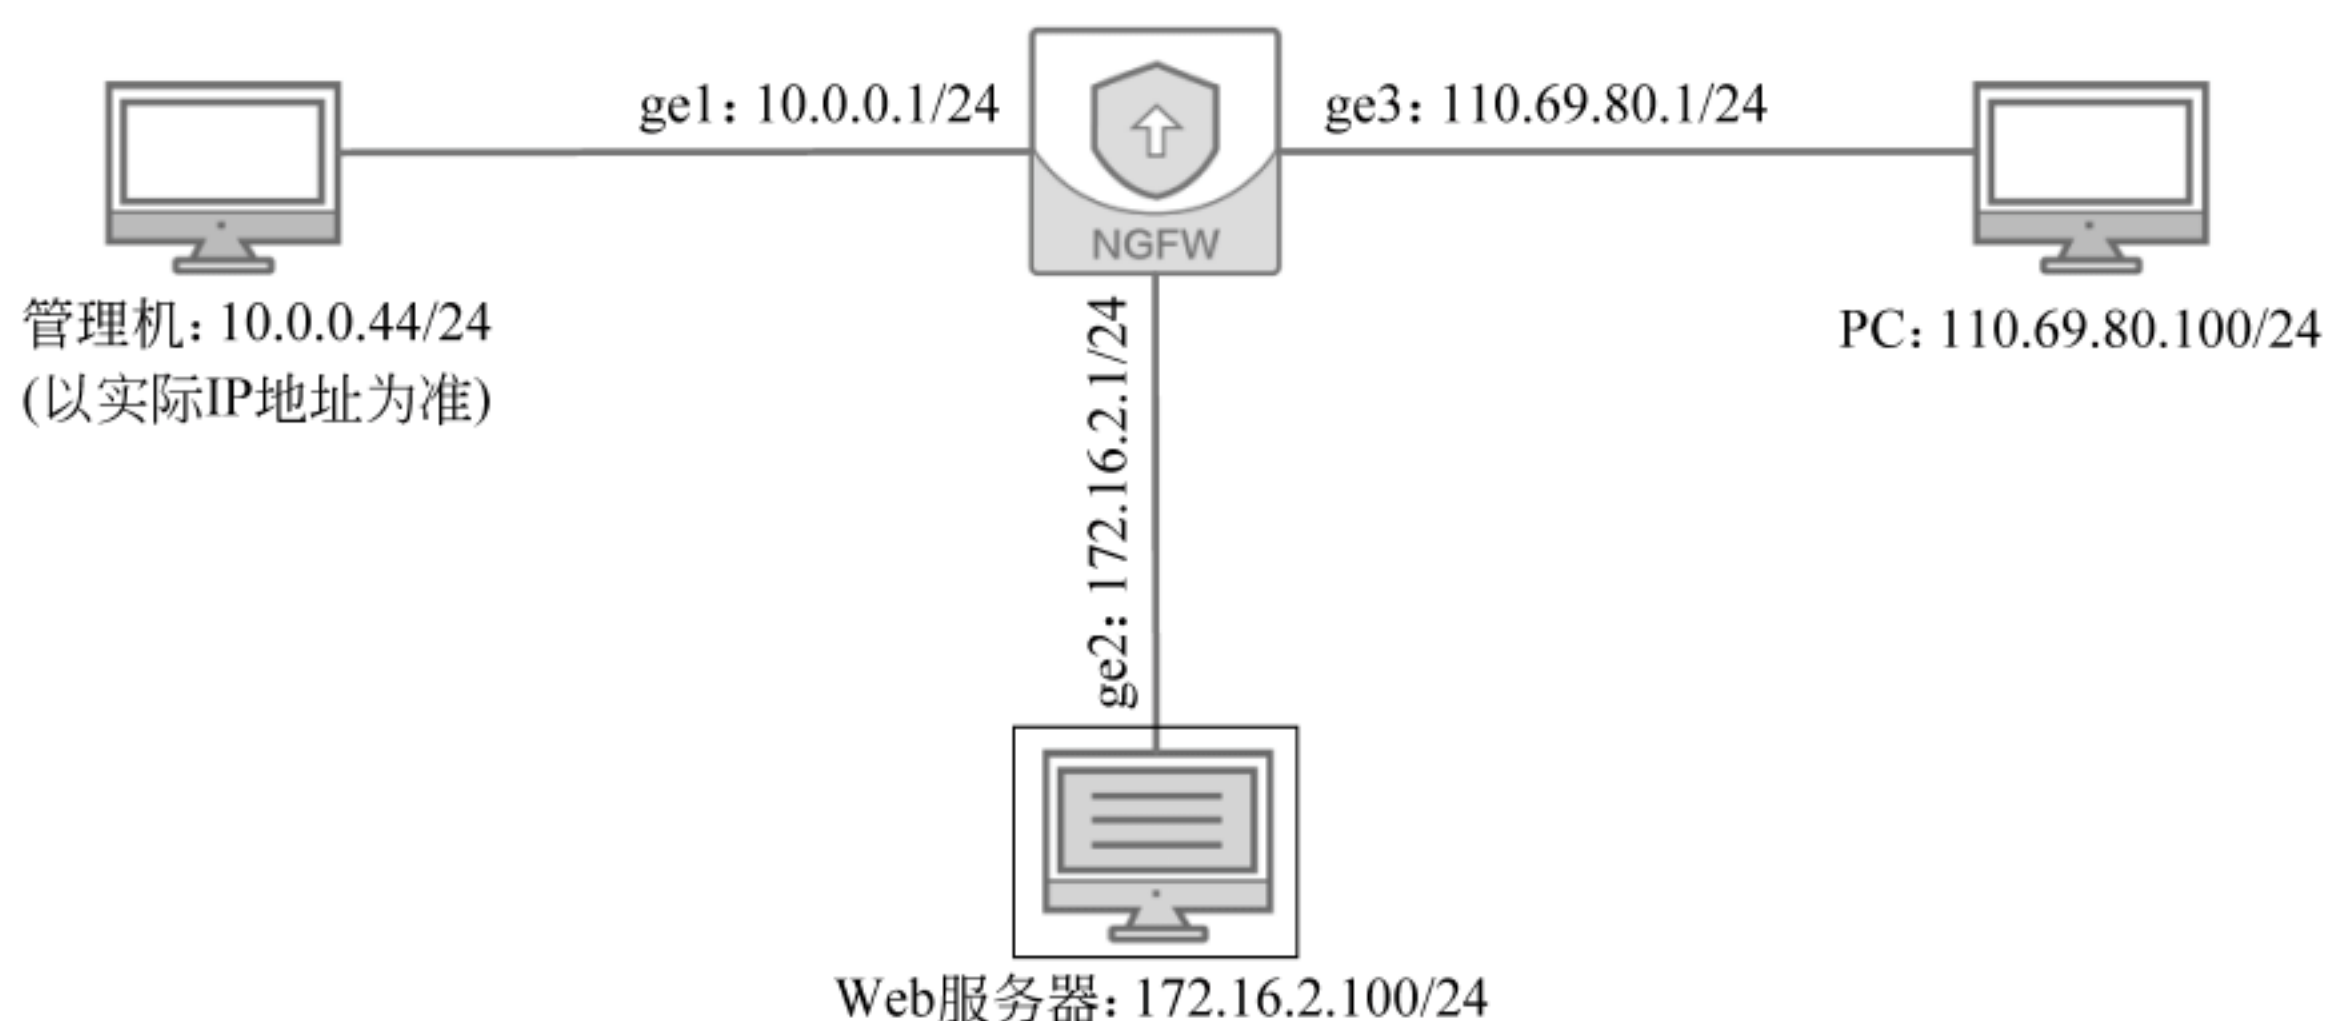 ge1：10.0.0.1/24
ge3：110.69.80.1/24
NGFW
管理机：10.0.0.44/24
(以实际IP地址为准)
PC：110.69.80.100/24
ge2：172.16.2.1/24
Web服务器：172.16.2.100/24